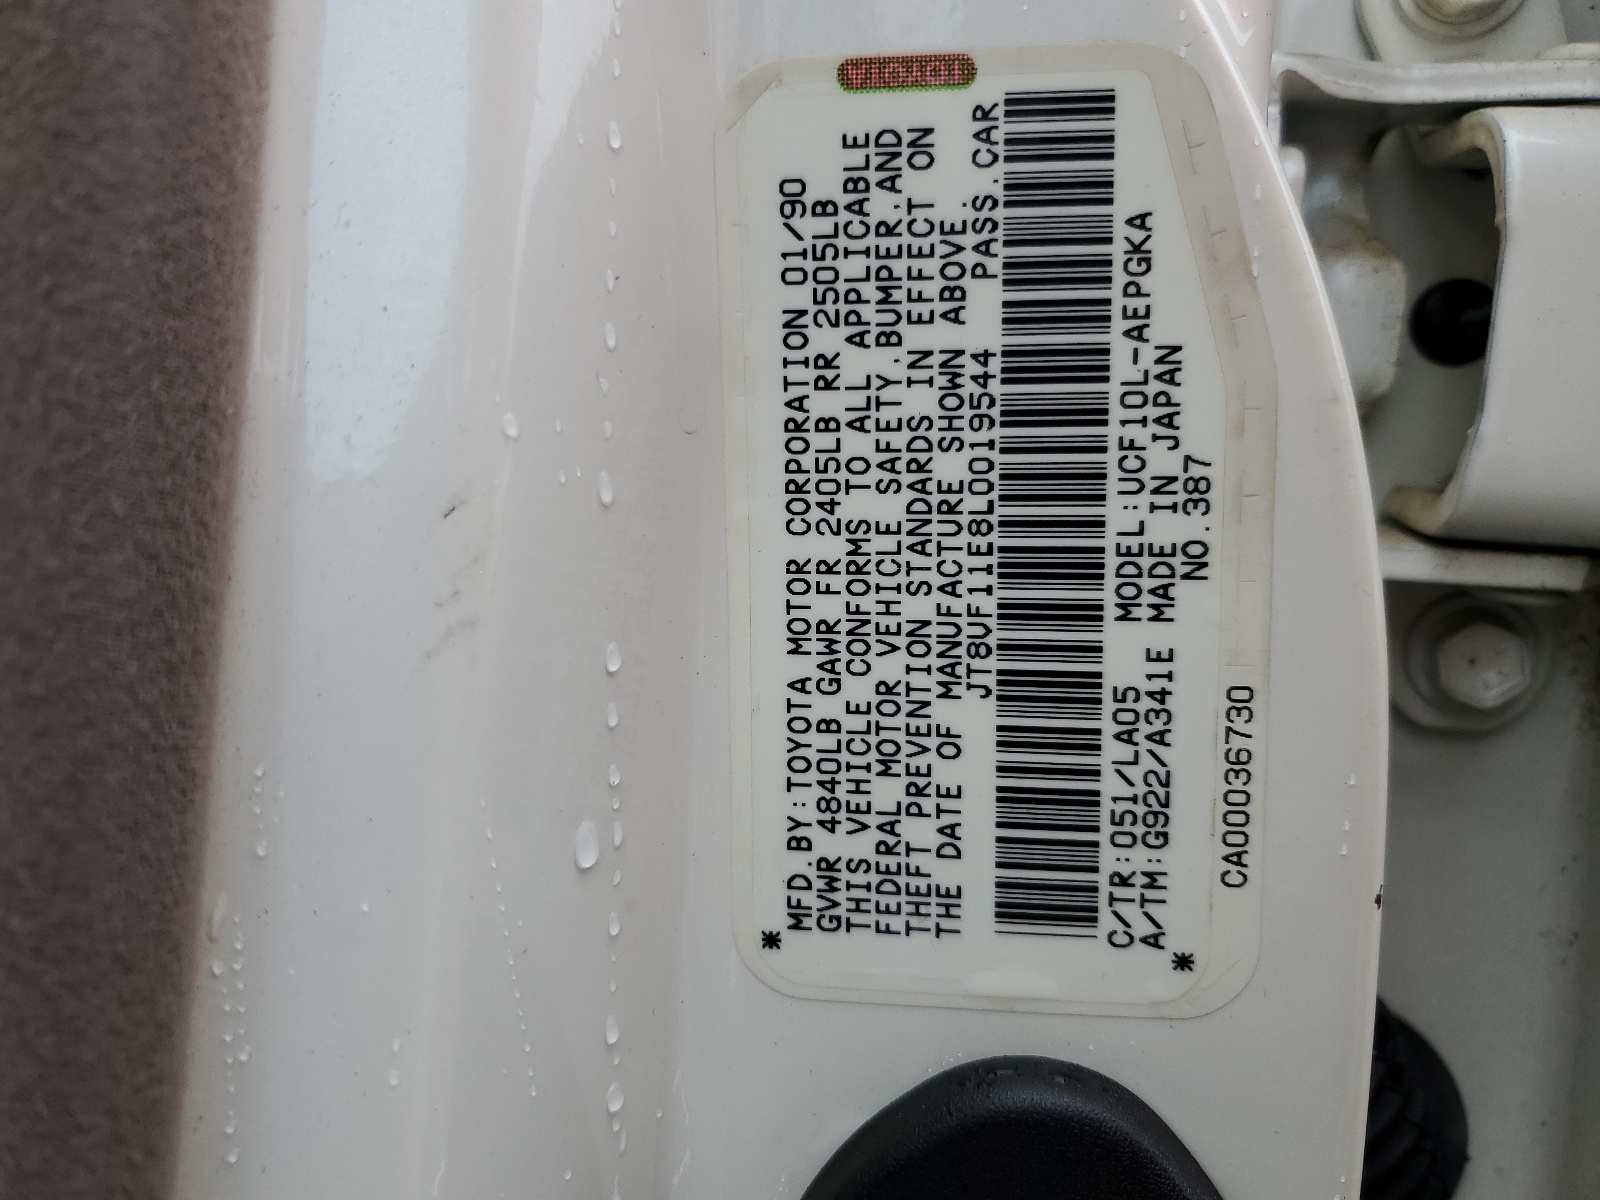 TOYOTA
*
MFD.BY:TOYOTA MOTOR CORPORATION 01/90
GVWR 4840LB GAWR FR 2405LB RR 2505LB
THIS VEHICLE CONFORMS TO ALL APPLICABLE
FEDERAL MOTOR VEHICLE SAFETY,BUMPER,AND
THEFT PREVENTION STANDARDS IN EFFECT ON
THE DATE OF MANUFACTURE SHOWN ABOVE.
JT8UF11E8L0019544 PASS.CAR
C/TR:051/LA05 MODEL:UCF10L-AEPGKA
A/TM:G922/A341E MADE IN JAPAN
* NO.387
CA00036730